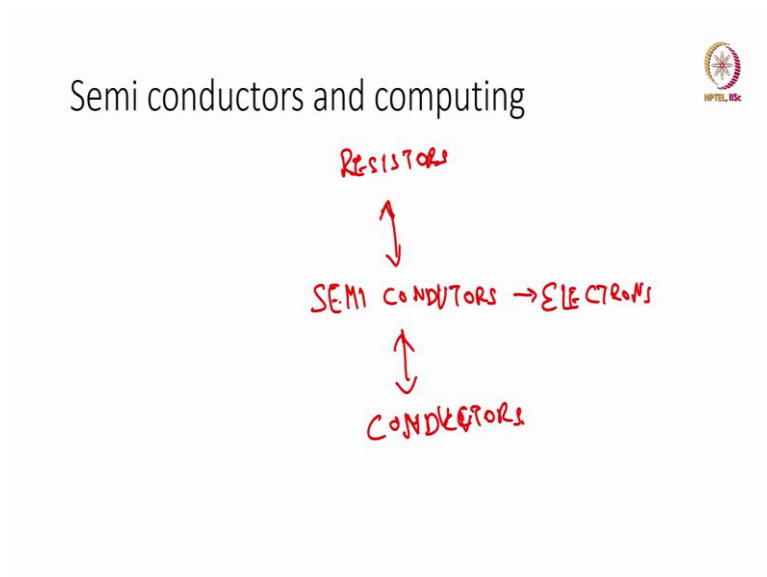 Semi conductors and computing
NPTEL, IISc
RESISTORS
SEMI CONDUTORS → ELECTRONS
CONDUCTORS